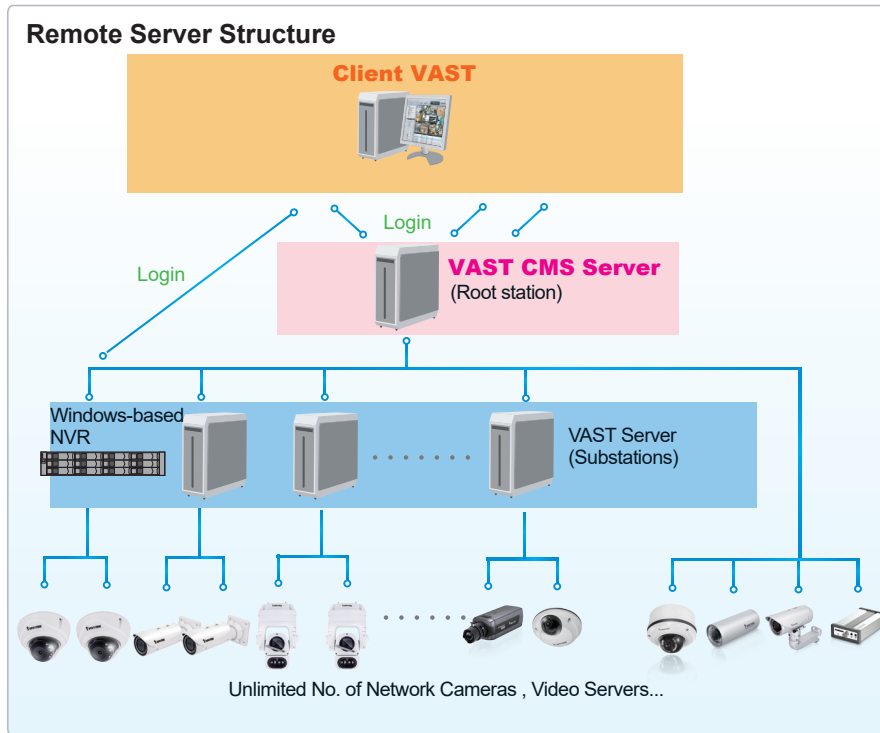 Remote Server Structure
Client VAST
Login
Login
VAST CMS Server
(Root station)
Windows-based
NVR
VAST Server
(Substations)
Unlimited No. of Network Cameras , Video Servers...